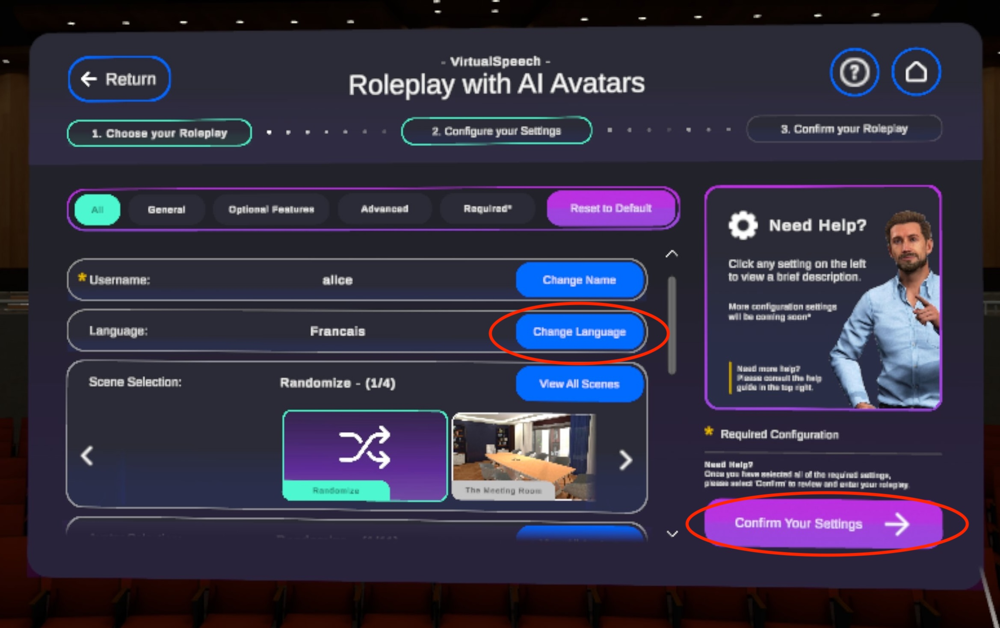 - VirtualSpeech -
← Return
Roleplay with AI Avatars
?
1. Choose your Roleplay
2. Configure your Settings
3. Confirm your Roleplay
All
General
Optional Features
Advanced
Required*
Reset to Default
* Username:
alice
Change Name
Language:
Francais
Change Language
Scene Selection:
Randomize - (1/4)
View All Scenes
Randomize
The Meeting Room
Need Help?
Click any setting on the left
to view a brief description.
More configuration settings
will be coming soon*
Need more help?
Please consult the help
guide in the top right.
* Required Configuration
Need Help?
Once you have selected all of the required settings,
please select 'Confirm' to review and enter your roleplay.
Confirm Your Settings →